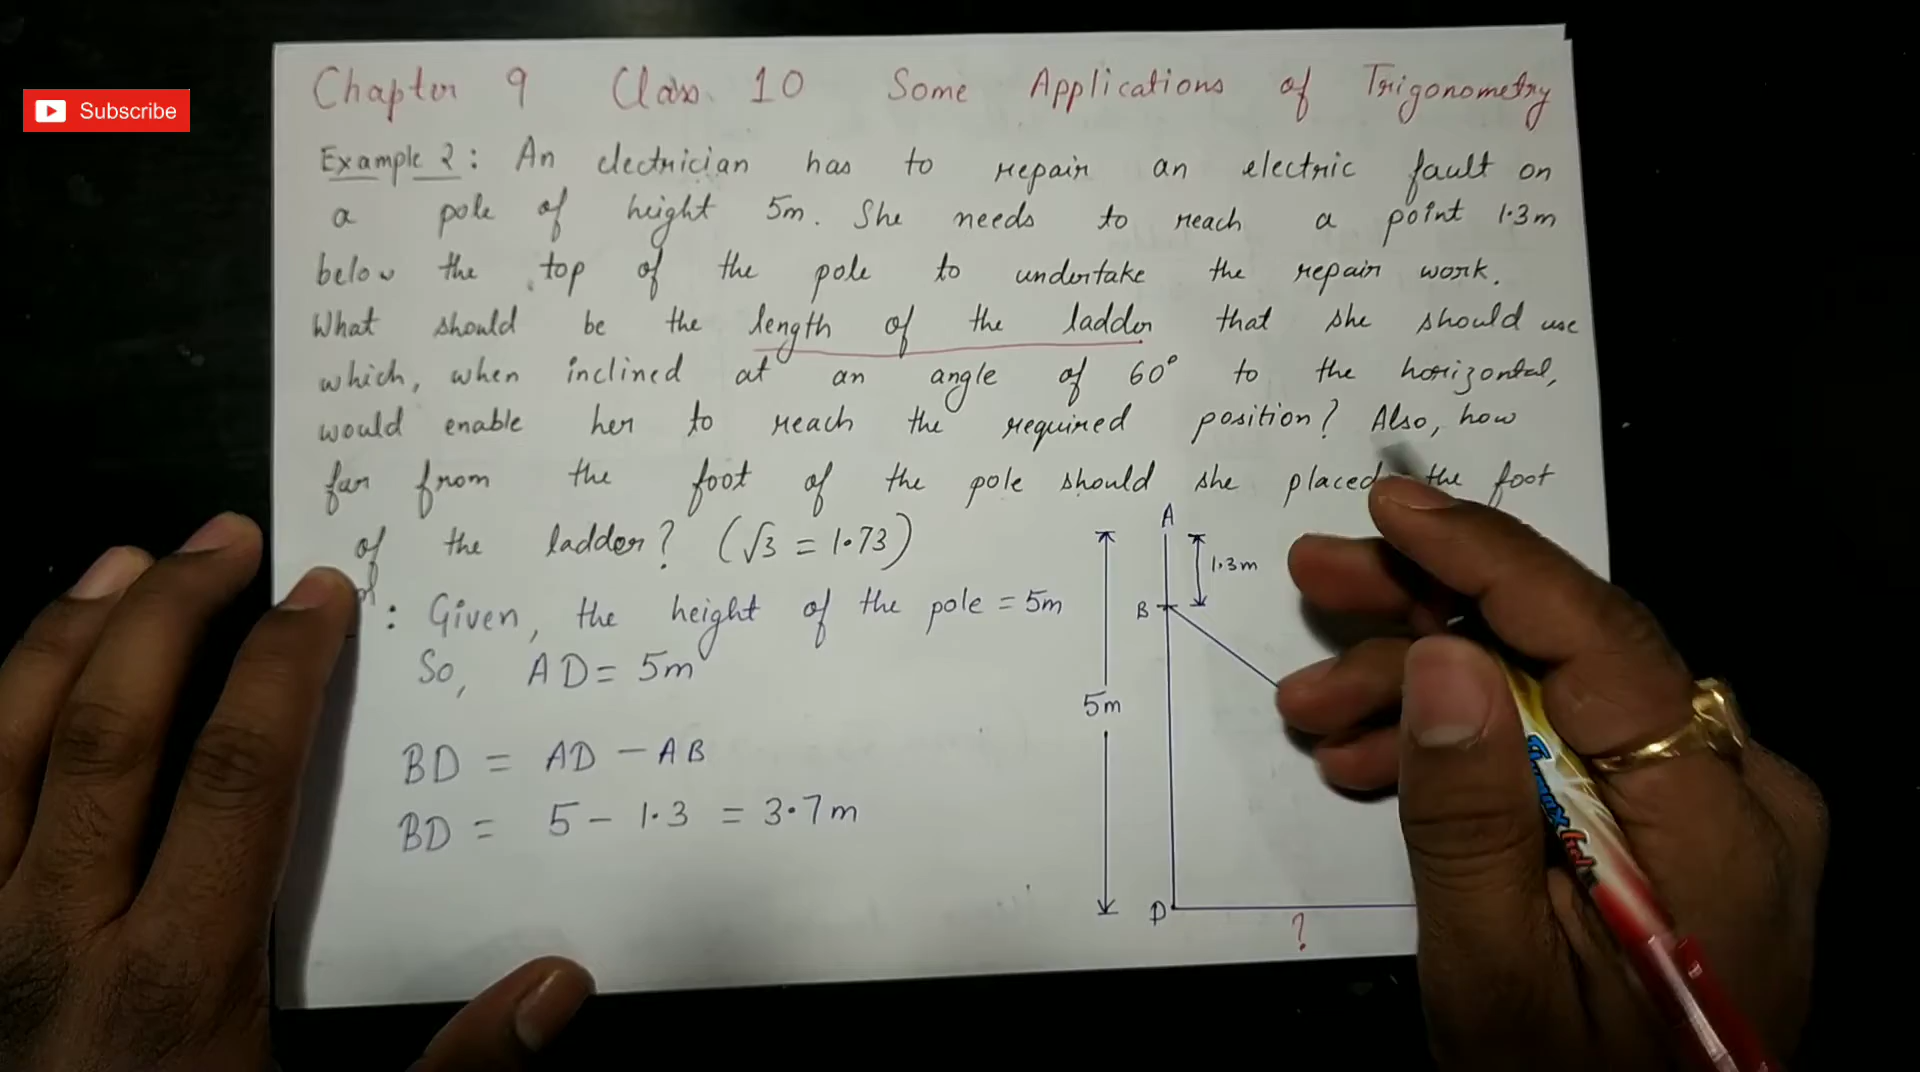 Subscribe
Chapter 9 Class 10 Some Applications of Trigonometry
Example 2: An electrician has to repair an electric fault on
a pole of height 5m. She needs to reach a point 1.3m
below the top of the pole to undertake the repair work.
What should be the length of the ladder that she should use
which, when inclined at an angle of 60° to the horizontal,
would enable her to reach the required position? Also, how
far from the foot of the pole should she placed the foot
of the ladder? (√3 = 1.73)
: Given, the height of the pole = 5m
So, AD = 5m
BD = AD - AB
BD = 5 - 1.3 = 3.7m
A
1.3m
B
5m
D
?